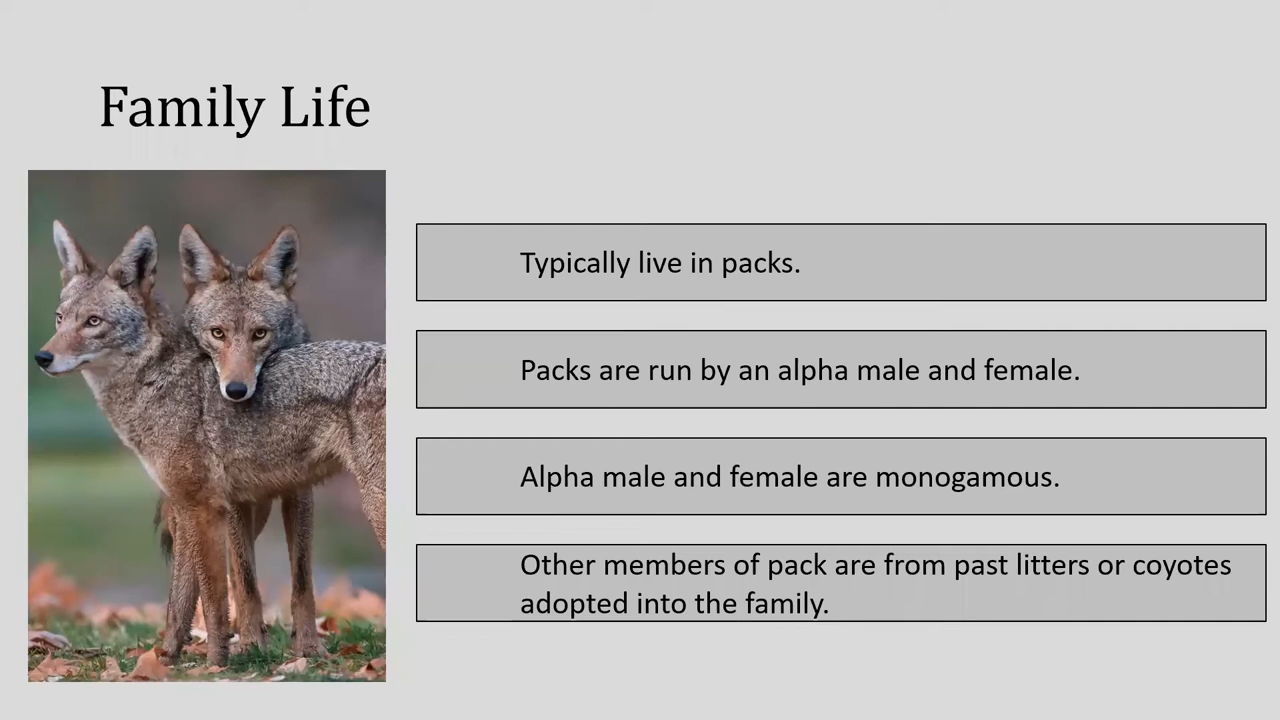 Family Life
Typically live in packs.
Packs are run by an alpha male and female.
Alpha male and female are monogamous.
Other members of pack are from past litters or coyotes
adopted into the family.